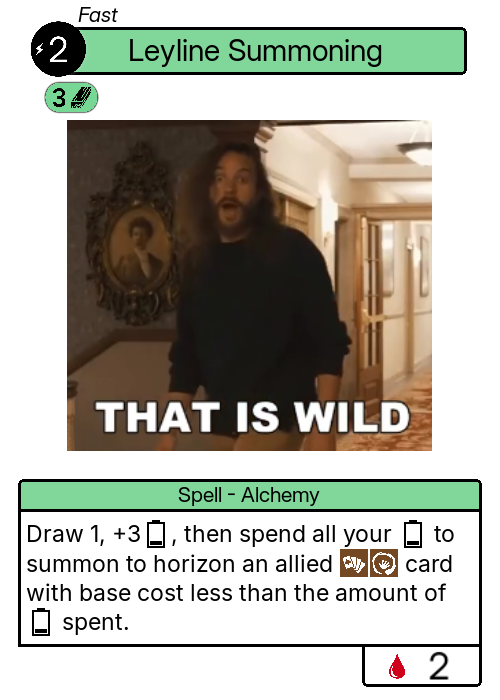 Fast
2
Leyline Summoning
3
THAT IS WILD
Spell - Alchemy
Draw 1, +3 , then spend all your to
summon to horizon an allied card
with base cost less than the amount of
spent.
2